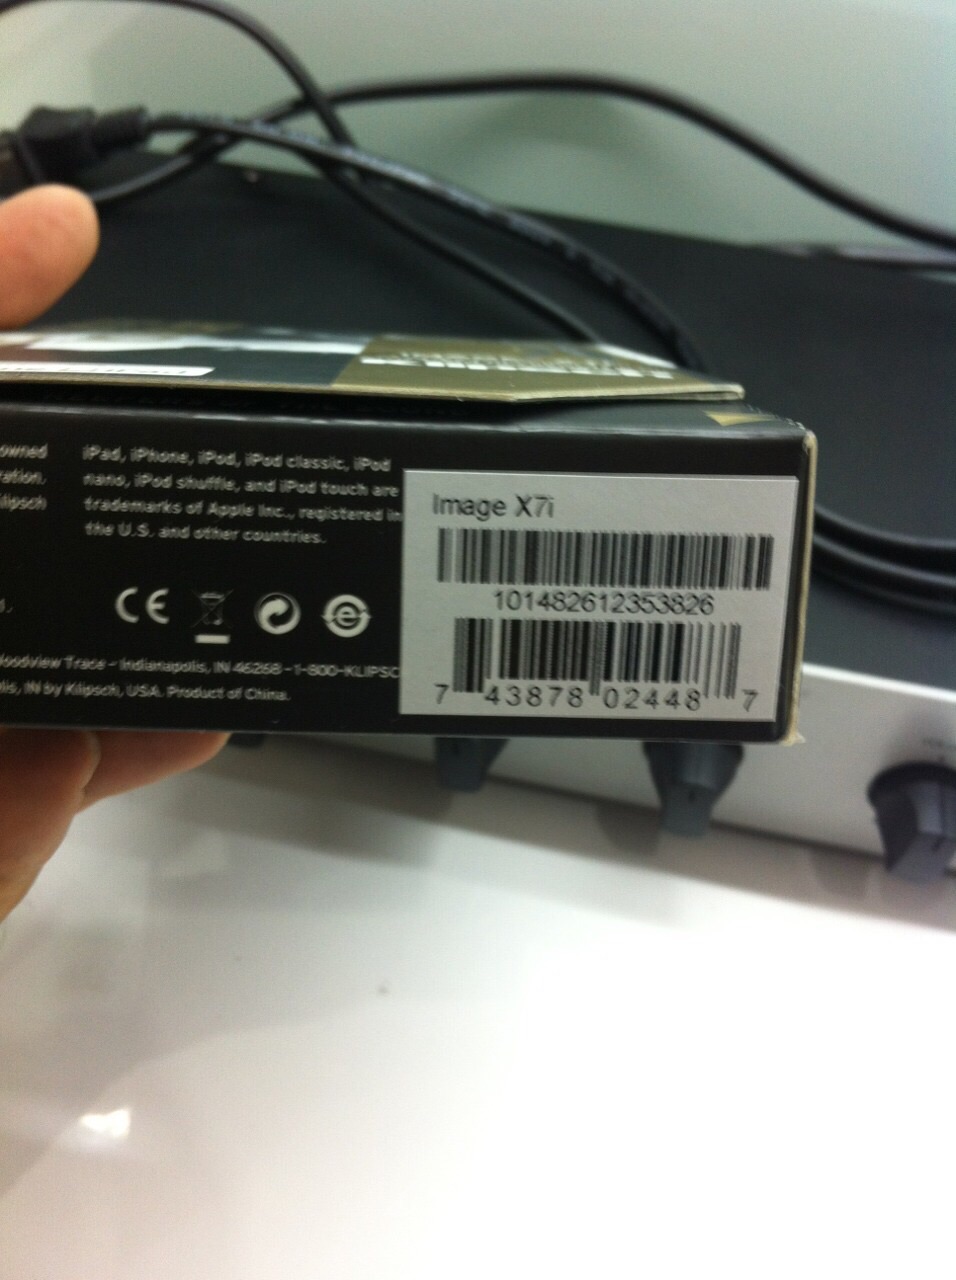 owned
ration.
lipsch
iPad, iPhone, iPod, iPod classic, iPod
nano, iPod shuffle, and iPod touch are
trademarks of Apple Inc., registered in
the U.S. and other countries.
CE
Woodview Trace - Indianapolis, IN 46268 - 1-800-KLIPSC
lis, IN by Klipsch, USA. Product of China.
Image X7i
101482612353826
7 43878 02448 7